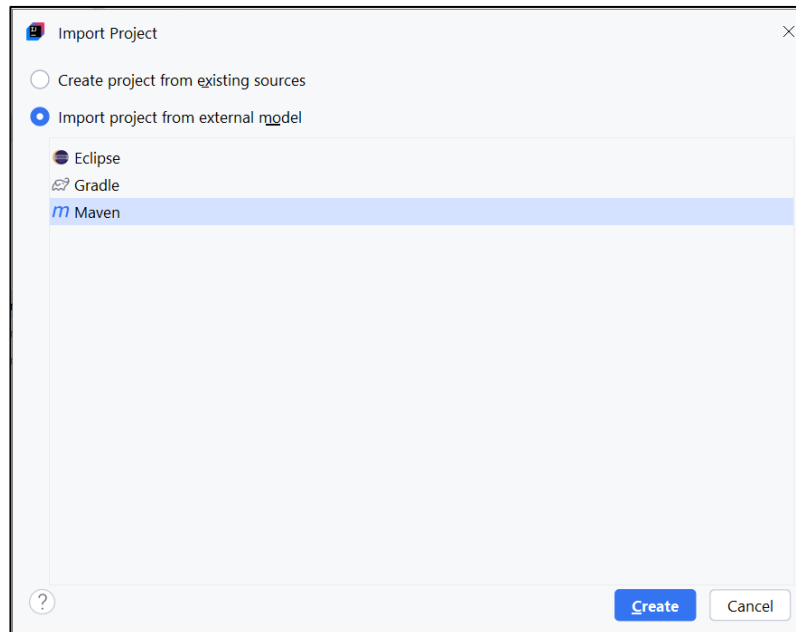 Import Project
Create project from existing sources
Import project from external model
Eclipse
Gradle
m Maven
?
Create Cancel